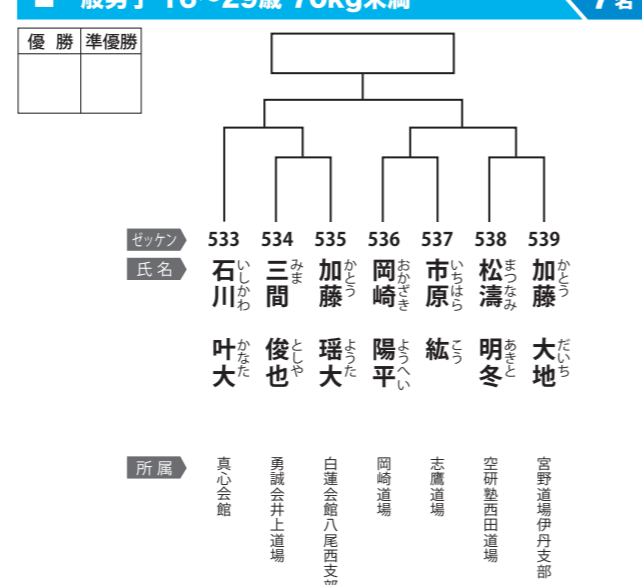 般男子 18〜29歳 70kg未満
7名
優 勝 準優勝
ゼッケン 533 534 535 536 537 538 539
氏 名
石川 叶大
いしかわ かなた
三間 俊也
みま としや
加藤 瑶大
かとう ようた
岡崎 陽平
おかざき ようへい
市原 紘
いちはら こう
松濤 明冬
まつなみ あきと
加藤 大地
かとう だいち
所 属
真心会館
勇誠会井上道場
白蓮会館八尾西支部
岡崎道場
志鷹道場
空研塾西田道場
宮野道場伊丹支部